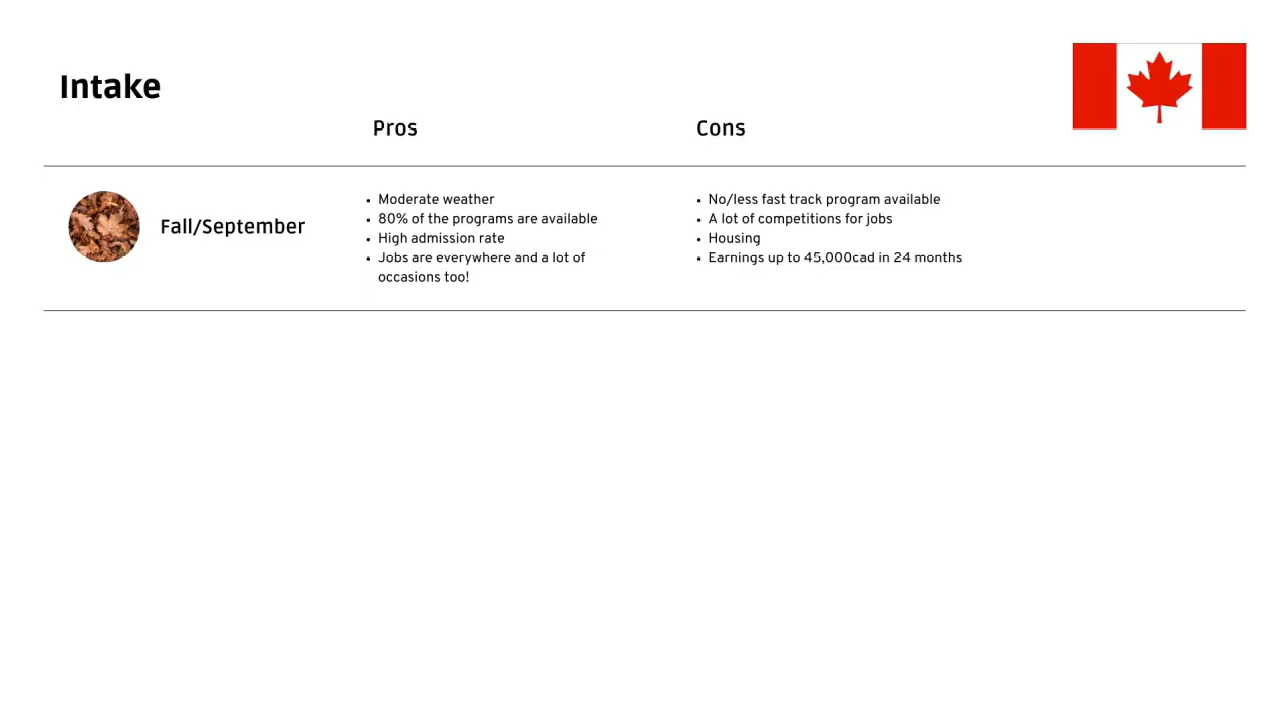 Intake
Pros
Cons
Fall/September
• Moderate weather
• 80% of the programs are available
• High admission rate
• Jobs are everywhere and a lot of
occasions too!
• No/less fast track program available
• A lot of competitions for jobs
• Housing
• Earnings up to 45,000cad in 24 months